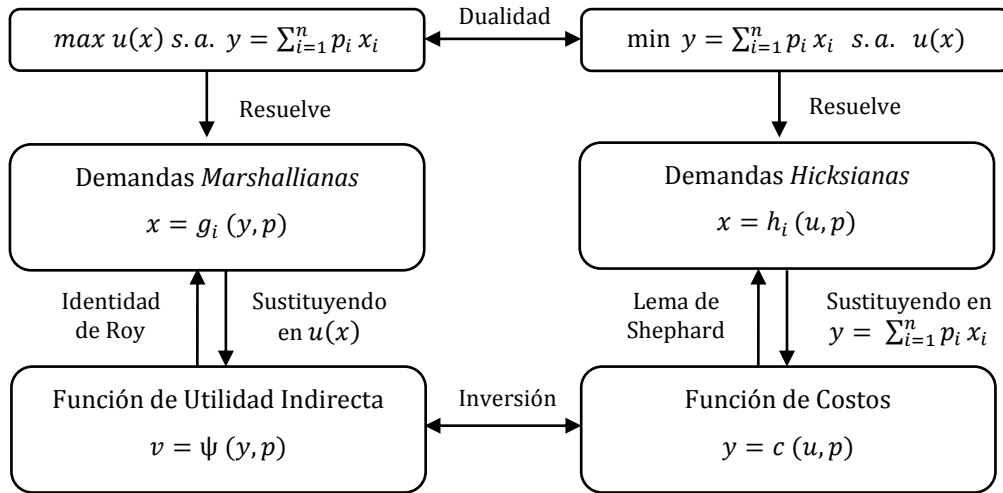 Dualidad
max u(x) s.a. y = ∑ⁿᵢ₌₁ pᵢ xᵢ
min y = ∑ⁿᵢ₌₁ pᵢ xᵢ s.a. u(x)
Resuelve
Resuelve
Demandas Marshallianas
x = gᵢ (y, p)
Demandas Hicksianas
x = hᵢ (u, p)
Identidad
de Roy
Sustituyendo
en u(x)
Lema de
Shephard
Sustituyendo en
y = ∑ⁿᵢ₌₁ pᵢ xᵢ
Función de Utilidad Indirecta
v = ψ (y, p)
Inversión
Función de Costos
y = c (u, p)